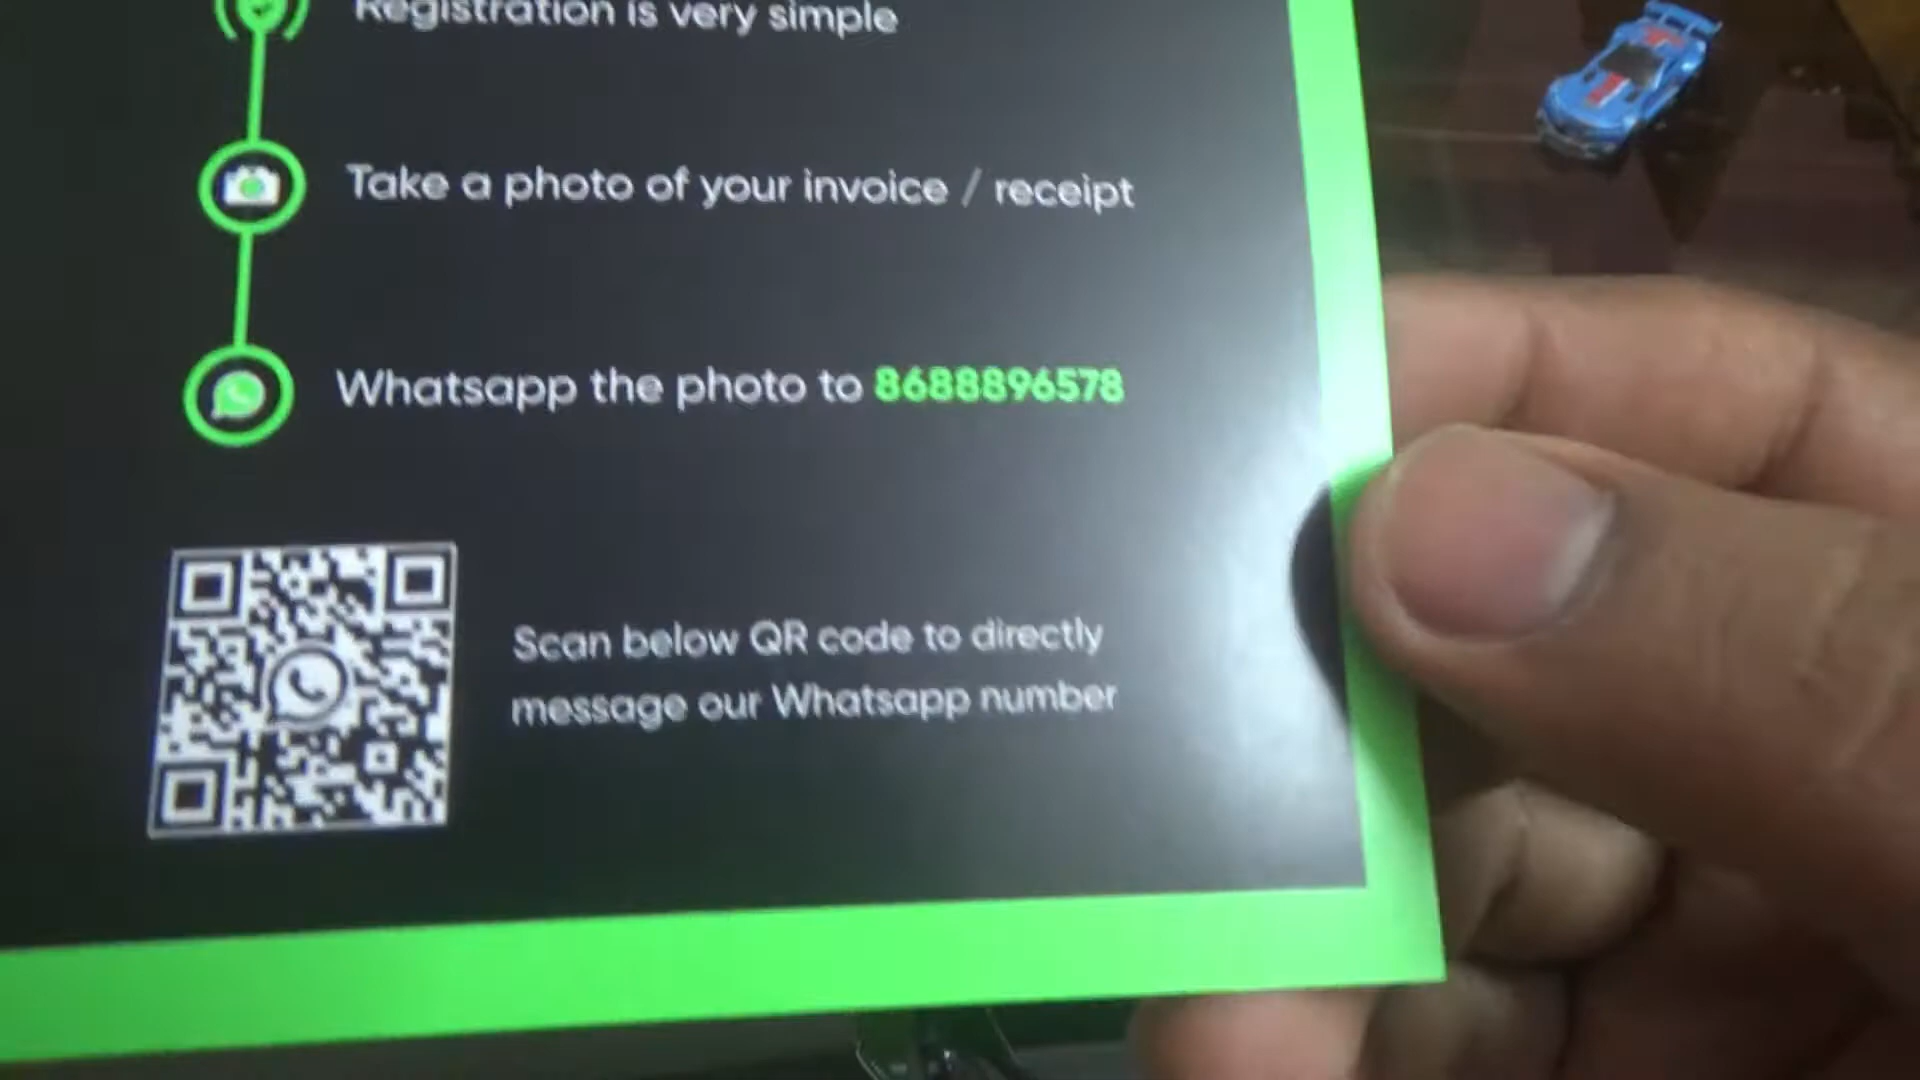 Registration is very simple
Take a photo of your invoice / receipt
Whatsapp the photo to 8688896578
Scan below QR code to directly
message our Whatsapp number